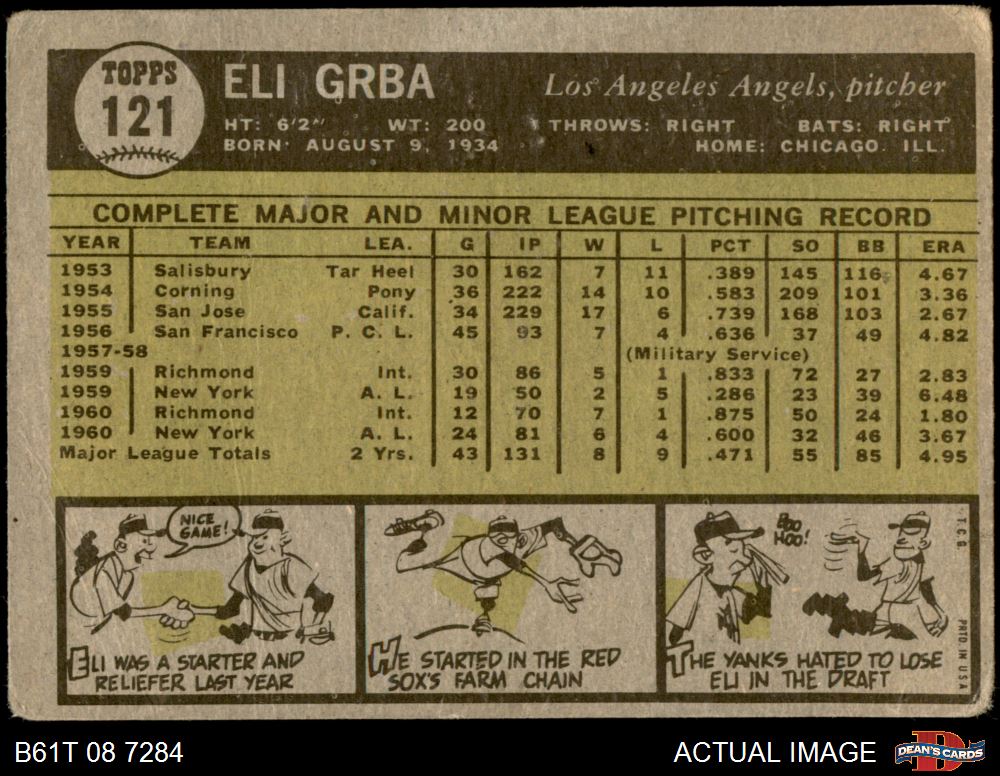 TOPPS
121
ELI GRBA
Los Angeles Angels, pitcher
HT: 6'2" WT: 200 THROWS: RIGHT BATS: RIGHT
BORN: AUGUST 9, 1934 HOME: CHICAGO. ILL.
COMPLETE MAJOR AND MINOR LEAGUE PITCHING RECORD
YEAR TEAM LEA. G IP W L PCT SO BB ERA
1953 Salisbury Tar Heel 30 162 7 11 .389 145 116 4.67
1954 Corning Pony 36 222 14 10 .583 209 101 3.36
1955 San Jose Calif. 34 229 17 6 .739 168 103 2.67
1956 San Francisco P. C. L. 45 93 7 4 .636 37 49 4.82
1957-58 (Military Service)
1959 Richmond Int. 30 86 5 1 .833 72 27 2.83
1959 New York A. L. 19 50 2 5 .286 23 39 6.48
1960 Richmond Int. 12 70 7 1 .875 50 24 1.80
1960 New York A. L. 24 81 6 4 .600 32 46 3.67
Major League Totals 2 Yrs. 43 131 8 9 .471 55 85 4.95
NICE
GAME!
ELI WAS A STARTER AND
RELIEFER LAST YEAR
HE STARTED IN THE RED
SOX'S FARM CHAIN
BOO
HOO!
THE YANKS HATED TO LOSE
ELI IN THE DRAFT
T.C.G
PRTD IN USA
B61T 08 7284
ACTUAL IMAGE
DEAN'S CARDS